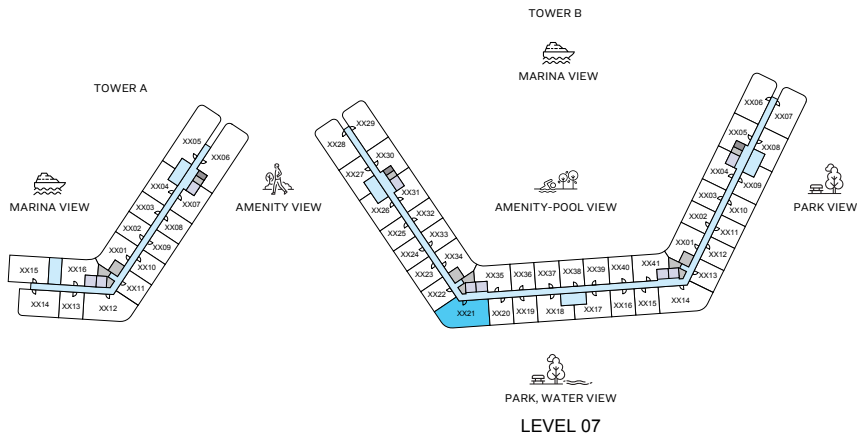 TOWER B
MARINA VIEW
TOWER A
MARINA VIEW
AMENITY VIEW
AMENITY-POOL VIEW
PARK VIEW
XX05
XX06
XX04
XX07
XX03
XX08
XX02
XX09
XX01
XX10
XX16
XX15
XX11
XX14
XX13
XX12
XX29
XX28
XX30
XX27
XX31
XX26
XX32
XX25
XX33
XX24
XX34
XX23
XX22
XX35
XX36
XX37
XX38
XX39
XX40
XX41
XX21
XX20
XX19
XX18
XX17
XX16
XX15
XX14
XX06
XX07
XX05
XX08
XX04
XX09
XX03
XX10
XX02
XX11
XX01
XX12
XX13
PARK, WATER VIEW
LEVEL 07